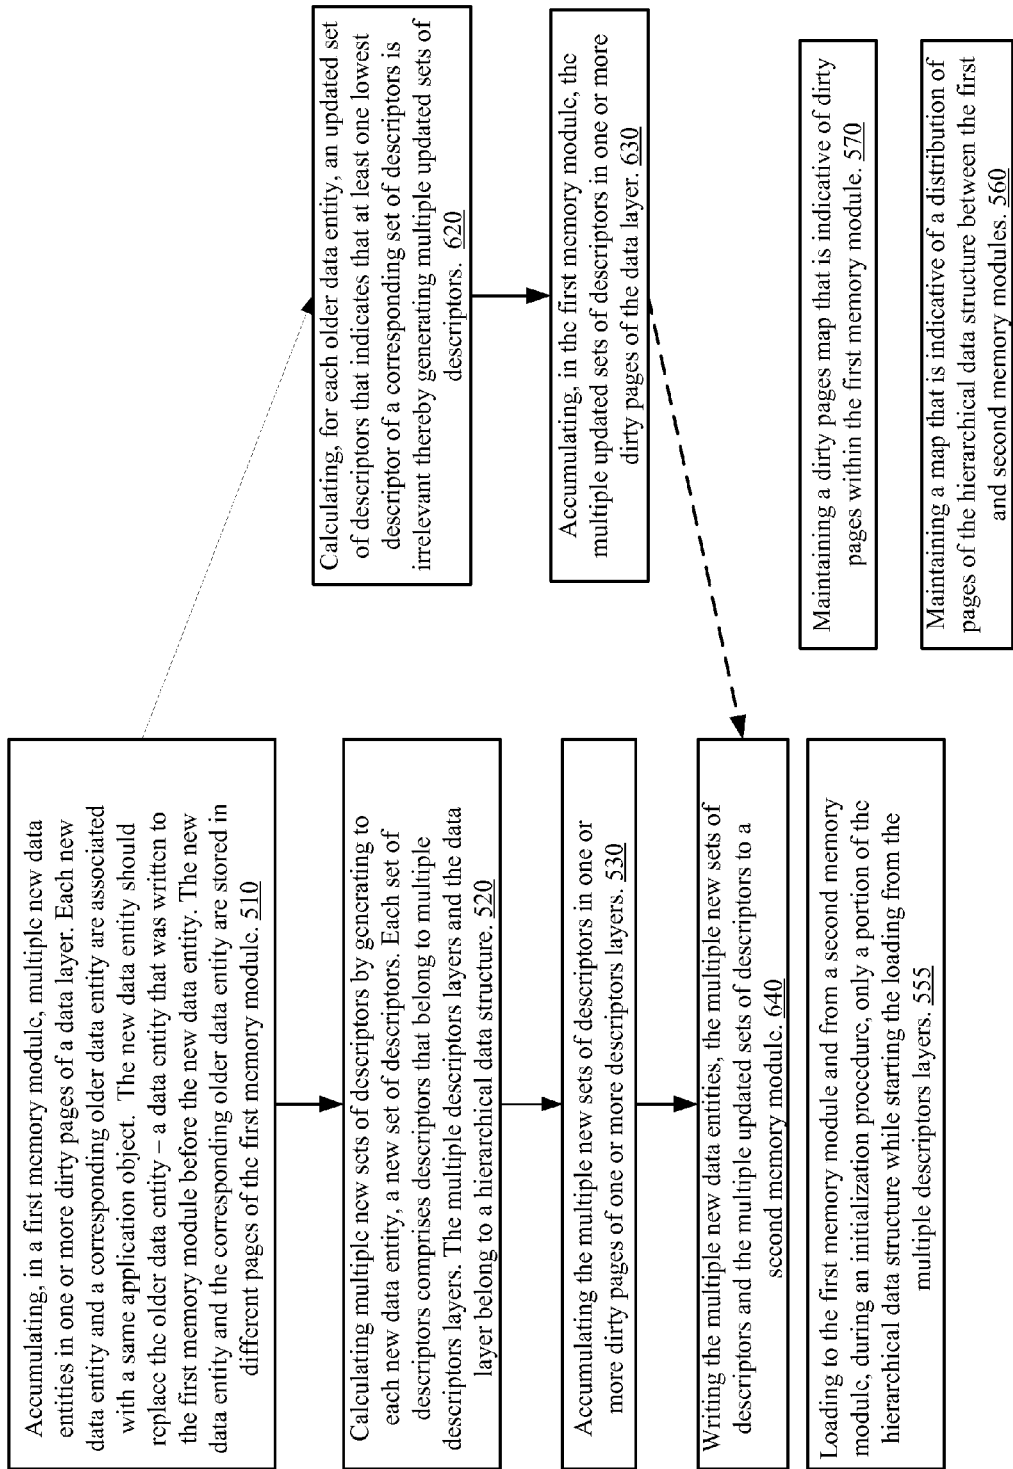 Accumulating, in a first memory module, multiple new data
entities in one or more dirty pages of a data layer. Each new
data entity and a corresponding older data entity are associated
with a same application object.  The new data entity should
replace the older data entity – a data entity that was written to
the first memory module before the new data entity. The new
data entity and the corresponding older data entity are stored in
different pages of the first memory module. 510
Calculating multiple new sets of descriptors by generating to
each new data entity, a new set of descriptors. Each set of
descriptors comprises descriptors that belong to multiple
descriptors layers. The multiple descriptors layers and the data
layer belong to a hierarchical data structure. 520
Accumulating the multiple new sets of descriptors in one or
more dirty pages of one or more descriptors layers. 530
Writing the multiple new data entities, the multiple new sets of
descriptors and the multiple updated sets of descriptors to a
second memory module. 640
Loading to the first memory module and from a second memory
module, during an initialization procedure, only a portion of the
hierarchical data structure while starting the loading from the
multiple descriptors layers. 555
Calculating, for each older data entity, an updated set
of descriptors that indicates that at least one lowest
descriptor of a corresponding set of descriptors is
irrelevant thereby generating multiple updated sets of
descriptors.  620
Accumulating, in the first memory module, the
multiple updated sets of descriptors in one or more
dirty pages of the data layer. 630
Maintaining a dirty pages map that is indicative of dirty
pages within the first memory module. 570
Maintaining a map that is indicative of a distribution of
pages of the hierarchical data structure between the first
and second memory modules. 560